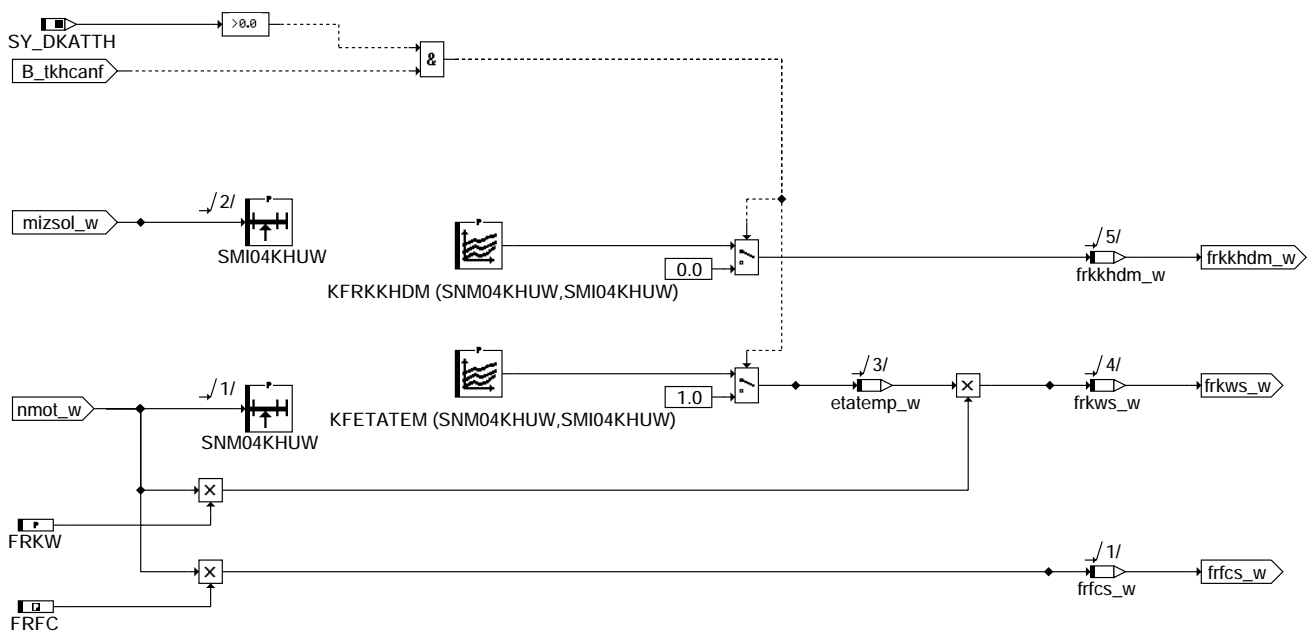 >0.0
SY_DKATTH
B_tkhcanf
&
mizsol_w
/2/
P
SMI04KHUW
P
KFRKKHDM (SNM04KHUW,SMI04KHUW)
0.0
/5/
frkkhdm_w
frkkhdm_w
nmot_w
/1/
P
SNM04KHUW
P
KFETATEM (SNM04KHUW,SMI04KHUW)
1.0
/3/
etatemp_w
/4/
frkws_w
frkws_w
P
FRKW
FRFC
/1/
frfcs_w
frfcs_w